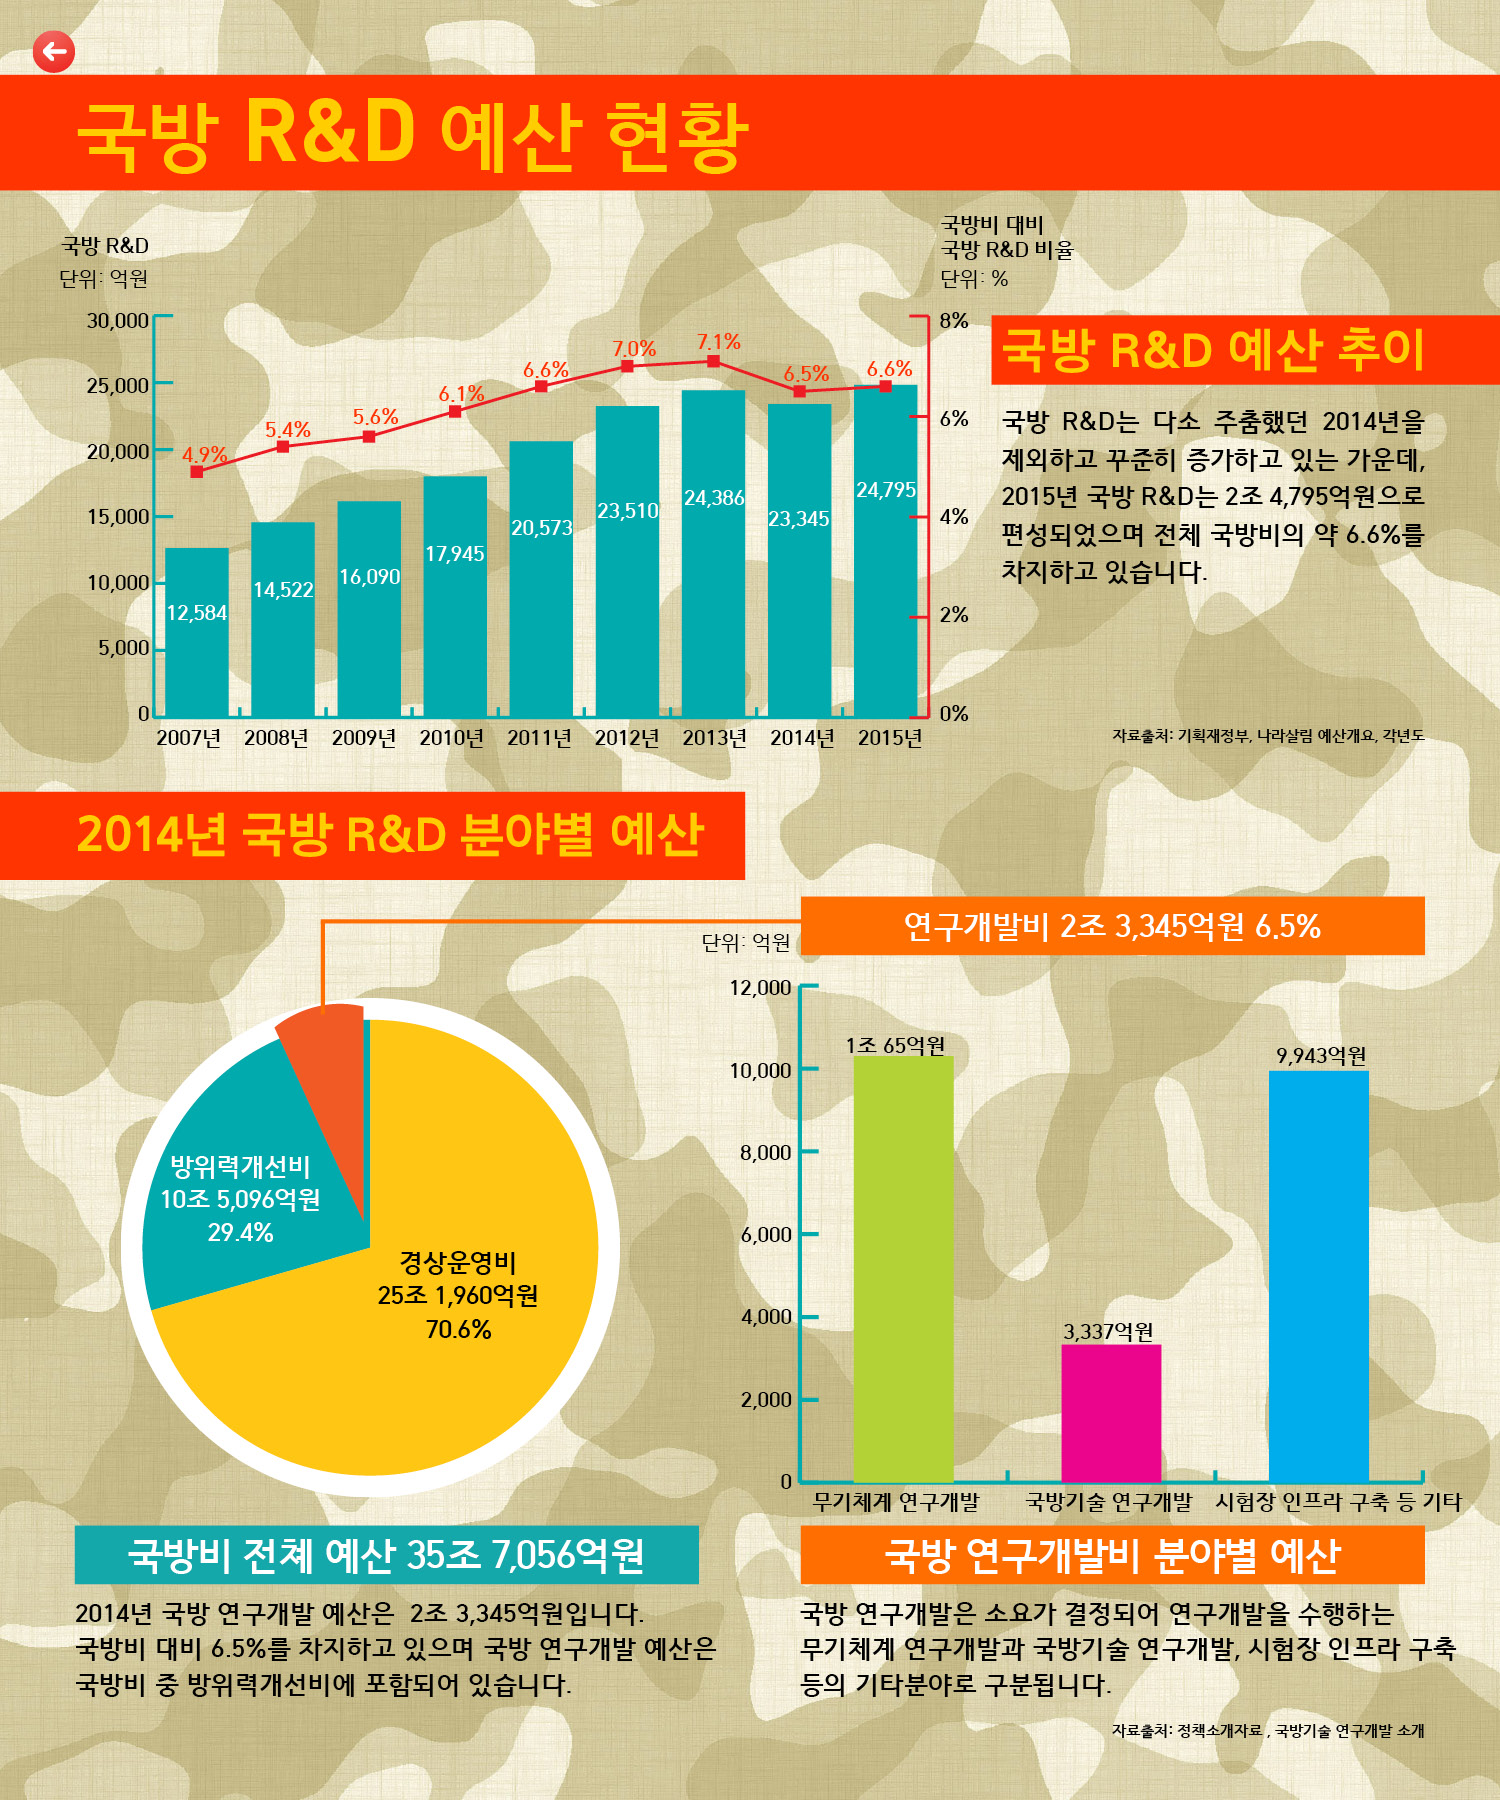 국방 R&D 예산 현황
국방 R&D
단위: 억원
국방비 대비
국방 R&D 비율
단위: %
30,000
25,000
20,000
15,000
10,000
5,000
0
4.9%
5.4%
5.6%
6.1%
6.6%
7.0%
7.1%
6.5%
6.6%
12,584
14,522
16,090
17,945
20,573
23,510
24,386
23,345
24,795
8%
6%
4%
2%
0%
2007년 2008년 2009년 2010년 2011년 2012년 2013년 2014년 2015년
국방 R&D 예산 추이
국방 R&D는 다소 주춤했던 2014년을
제외하고 꾸준히 증가하고 있는 가운데,
2015년 국방 R&D는 2조 4,795억원으로
편성되었으며 전체 국방비의 약 6.6%를
차지하고 있습니다.
자료출처: 기획재정부, 나라살림 예산개요, 각년도
2014년 국방 R&D 분야별 예산
연구개발비 2조 3,345억원 6.5%
단위: 억원
방위력개선비
10조 5,096억원
29.4%
경상운영비
25조 1,960억원
70.6%
12,000
10,000
8,000
6,000
4,000
2,000
0
1조 65억원
3,337억원
9,943억원
무기체계 연구개발 국방기술 연구개발 시험장 인프라 구축 등 기타
국방비 전체 예산 35조 7,056억원
2014년 국방 연구개발 예산은 2조 3,345억원입니다.
국방비 대비 6.5%를 차지하고 있으며 국방 연구개발 예산은
국방비 중 방위력개선비에 포함되어 있습니다.
국방 연구개발비 분야별 예산
국방 연구개발은 소요가 결정되어 연구개발을 수행하는
무기체계 연구개발과 국방기술 연구개발, 시험장 인프라 구축
등의 기타분야로 구분됩니다.
자료출처: 정책소개자료 , 국방기술 연구개발 소개